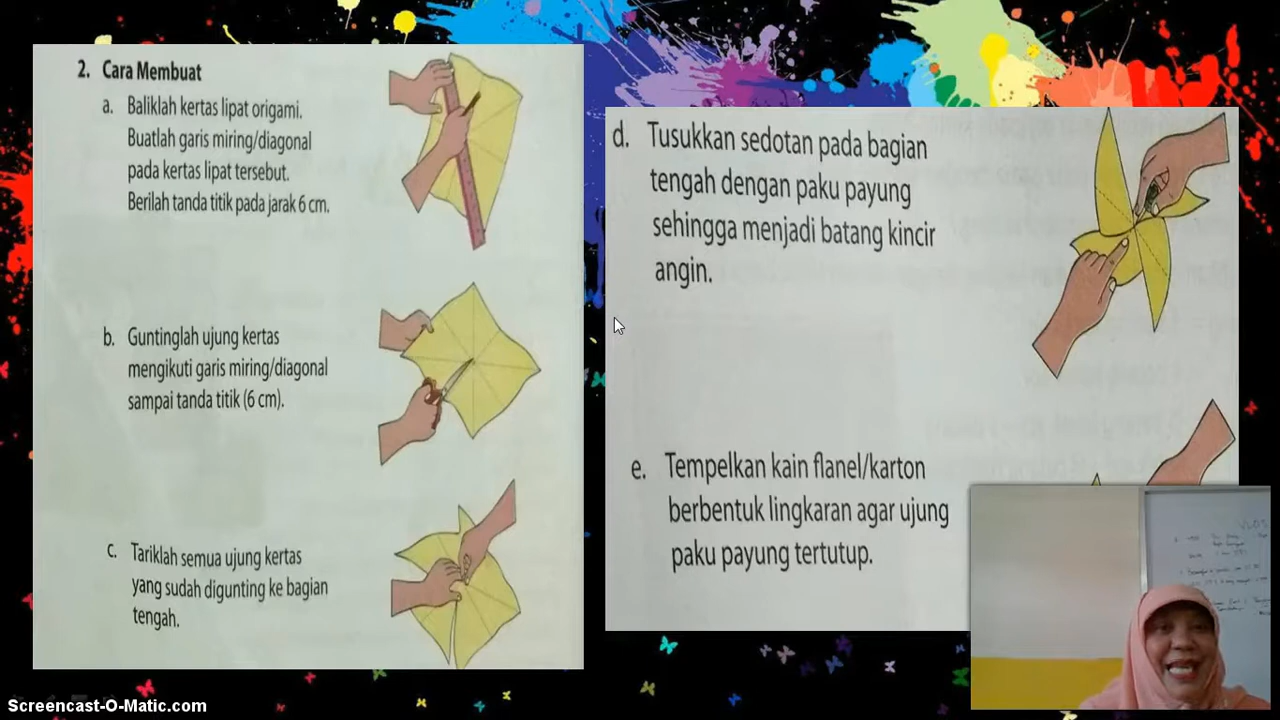 2. Cara Membuat
a. Baliklah kertas lipat origami.
Buatlah garis miring/diagonal
pada kertas lipat tersebut.
Berilah tanda titik pada jarak 6 cm.
b. Guntinglah ujung kertas
mengikuti garis miring/diagonal
sampai tanda titik (6 cm).
c. Tariklah semua ujung kertas
yang sudah digunting ke bagian
tengah.
d. Tusukkan sedotan pada bagian
tengah dengan paku payung
sehingga menjadi batang kincir
angin.
e. Tempelkan kain flanel/karton
berbentuk lingkaran agar ujung
paku payung tertutup.
Screencast-O-Matic.com